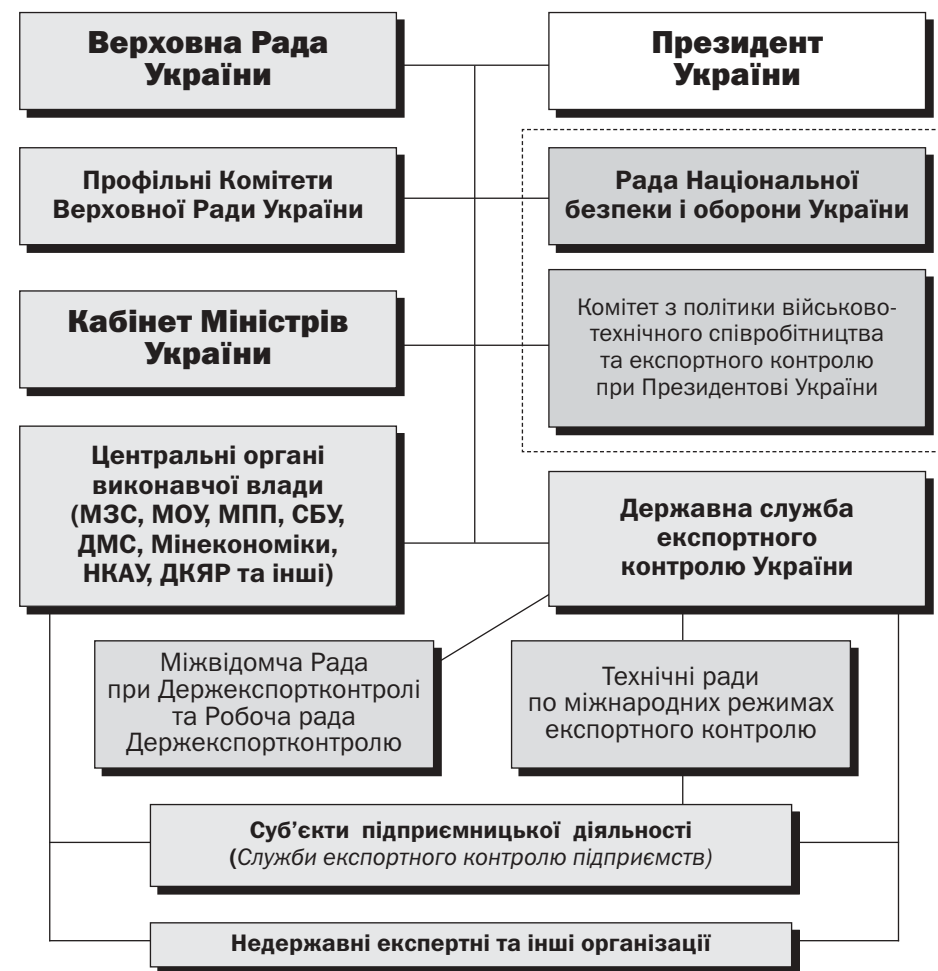 Верховна Рада
України
Президент
України
Профільні Комітети
Верховної Ради України
Рада Національної
безпеки і оборони України
Кабінет Міністрів
України
Комітет з політики військово-
технічного співробітництва
та експортного контролю
при Президентові України
Центральні органі
виконавчої влади
(МЗС, МОУ, МПП, СБУ,
ДМС, Мінекономіки,
НКАУ, ДКЯР та інші)
Державна служба
експортного
контролю України
Міжвідомча Рада
при Держекспортконтролі
та Робоча рада
Держекспортконтролю
Технічні ради
по міжнародних режимах
експортного контролю
Суб’єкти підприємницької діяльності
(Служби експортного контролю підприємств)
Недержавні експертні та інші організації